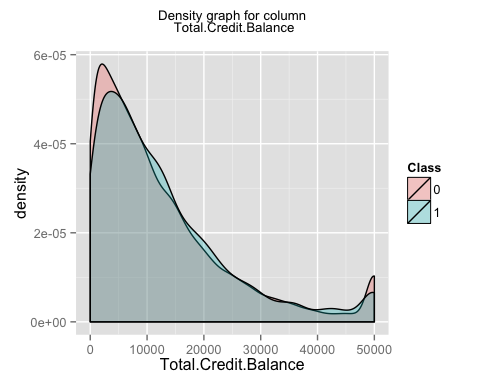 Density graph for column
Total.Credit.Balance
6e-05
4e-05
2e-05
0e+00
density
0 10000 20000 30000 40000 50000
Total.Credit.Balance
Class
0
1